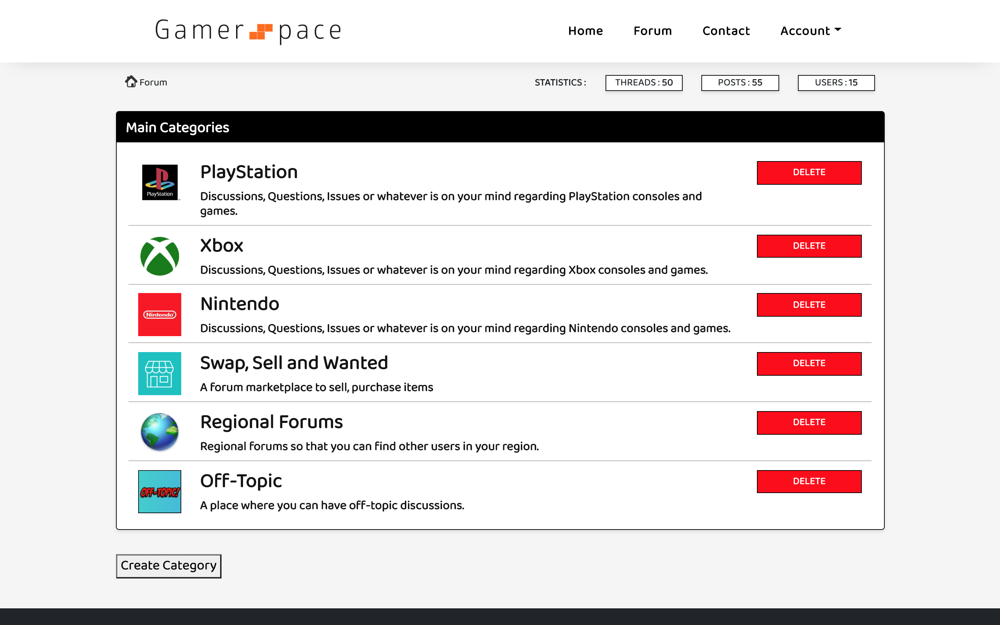 Gamer pace
Home Forum Contact Account
Forum
STATISTICS : THREADS : 50 POSTS : 55 USERS : 15
Main Categories
PlayStation
PlayStation
DELETE
Discussions, Questions, Issues or whatever is on your mind regarding PlayStation consoles and
games.
Xbox
DELETE
Discussions, Questions, Issues or whatever is on your mind regarding Xbox consoles and games.
Nintendo
Nintendo
DELETE
Discussions, Questions, Issues or whatever is on your mind regarding Nintendo consoles and games.
Swap, Sell and Wanted
DELETE
A forum marketplace to sell, purchase items
Regional Forums
DELETE
Regional forums so that you can find other users in your region.
OFF-TOPIC!
Off-Topic
DELETE
A place where you can have off-topic discussions.
Create Category